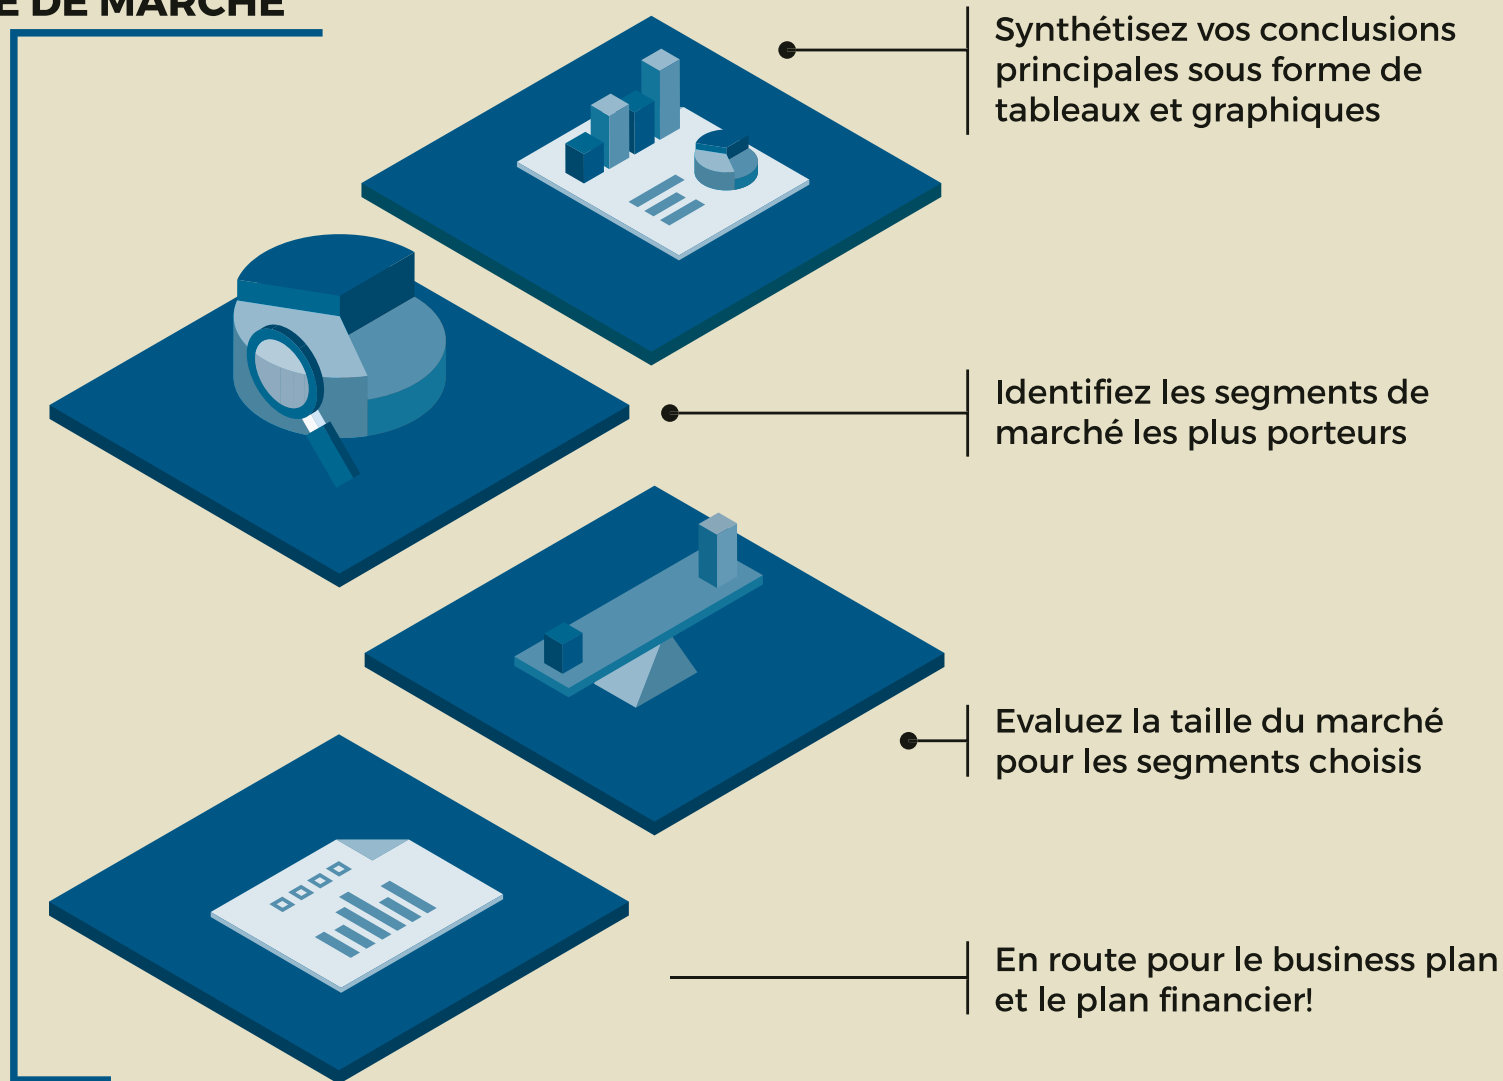 E DE MARCHÉ
Synthétisez vos conclusions
principales sous forme de
tableaux et graphiques
Identifiez les segments de
marché les plus porteurs
Evaluez la taille du marché
pour les segments choisis
En route pour le business plan
et le plan financier!